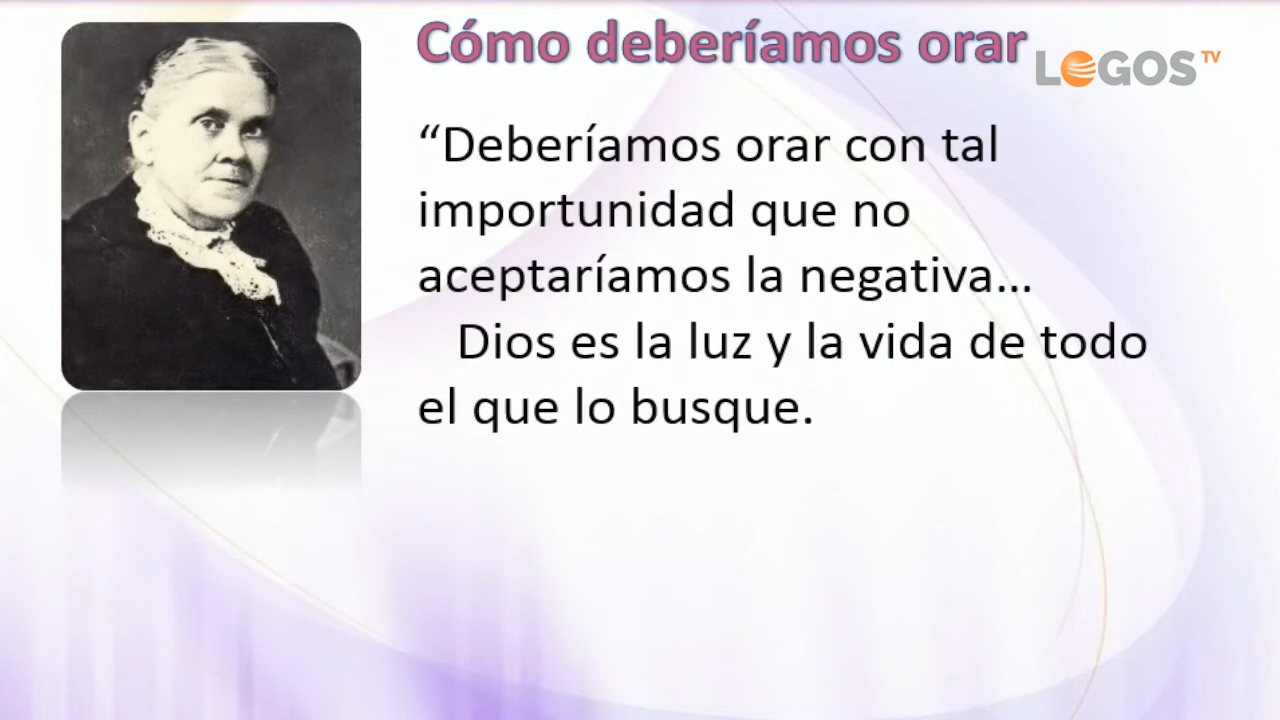 Cómo deberíamos orar
LOGOS TV
“Deberíamos orar con tal
importunidad que no
aceptaríamos la negativa...
Dios es la luz y la vida de todo
el que lo busque.